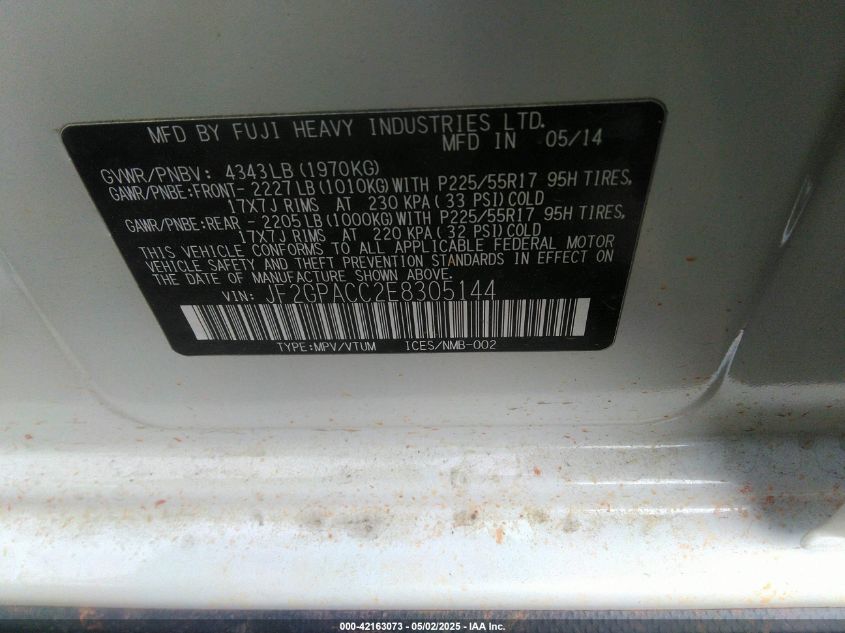 MFD BY FUJI HEAVY INDUSTRIES LTD.
MFD IN 05/14
GVWR/PNBV: 4343LB(1970KG)
GAWR/PNBE:FRONT- 2227LB(1010KG)WITH P225/55R17 95H TIRES,
17X7J RIMS AT 230 KPA(33 PSI)COLD
GAWR/PNBE:REAR - 2205LB(1000KG)WITH P225/55R17 95H TIRES,
17X7J RIMS AT 220 KPA(32 PSI)COLD
THIS VEHICLE CONFORMS TO ALL APPLICABLE FEDERAL MOTOR
VEHICLE SAFETY AND THEFT PREVENTION STANDARDS IN EFFECT ON
THE DATE OF MANUFACTURE SHOWN ABOVE.
VIN: JF2GPACC2E8305144
TYPE:MPV/VTUM ICES/NMB-002
000-42163073 - 05/02/2025 - IAA Inc.